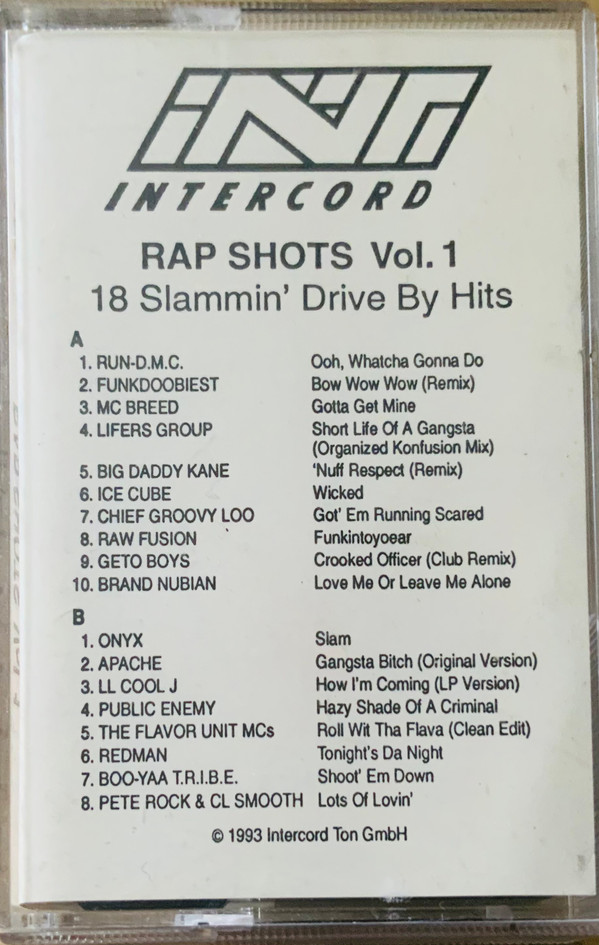 INT
INTERCORD
RAP SHOTS Vol. 1
18 Slammin' Drive By Hits
A
1. RUN-D.M.C. Ooh, Whatcha Gonna Do
2. FUNKDOOBIEST Bow Wow Wow (Remix)
3. MC BREED Gotta Get Mine
4. LIFERS GROUP Short Life Of A Gangsta
(Organized Konfusion Mix)
5. BIG DADDY KANE 'Nuff Respect (Remix)
6. ICE CUBE Wicked
7. CHIEF GROOVY LOO Got' Em Running Scared
8. RAW FUSION Funkintoyoear
9. GETO BOYS Crooked Officer (Club Remix)
10. BRAND NUBIAN Love Me Or Leave Me Alone
B
1. ONYX Slam
2. APACHE Gangsta Bitch (Original Version)
3. LL COOL J How I'm Coming (LP Version)
4. PUBLIC ENEMY Hazy Shade Of A Criminal
5. THE FLAVOR UNIT MCs Roll Wit Tha Flava (Clean Edit)
6. REDMAN Tonight's Da Night
7. BOO-YAA T.R.I.B.E. Shoot' Em Down
8. PETE ROCK & CL SMOOTH Lots Of Lovin'
© 1993 Intercord Ton GmbH